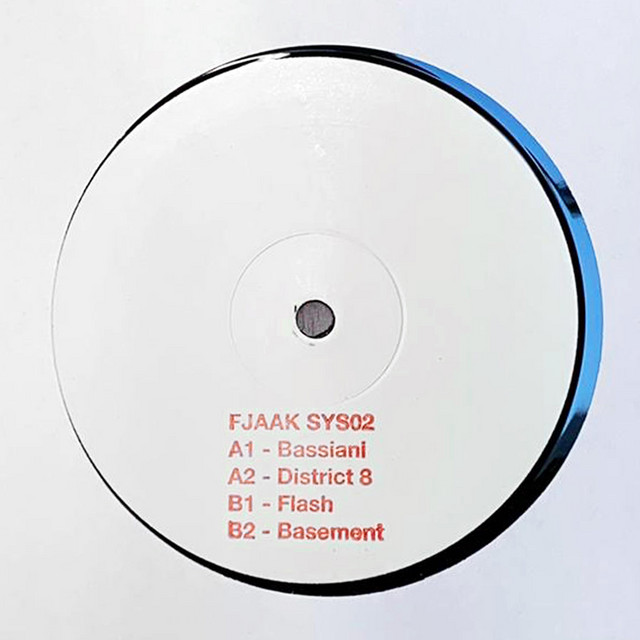 FJAAK SYS02
A1 - Bassiani
A2 - District 8
B1 - Flash
B2 - Basement